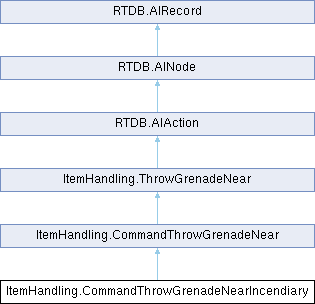 RTDB.AIRecord
RTDB.AINode
RTDB.AIAction
ItemHandling.ThrowGrenadeNear
ItemHandling.CommandThrowGrenadeNear
ItemHandling.CommandThrowGrenadeNearIncendiary